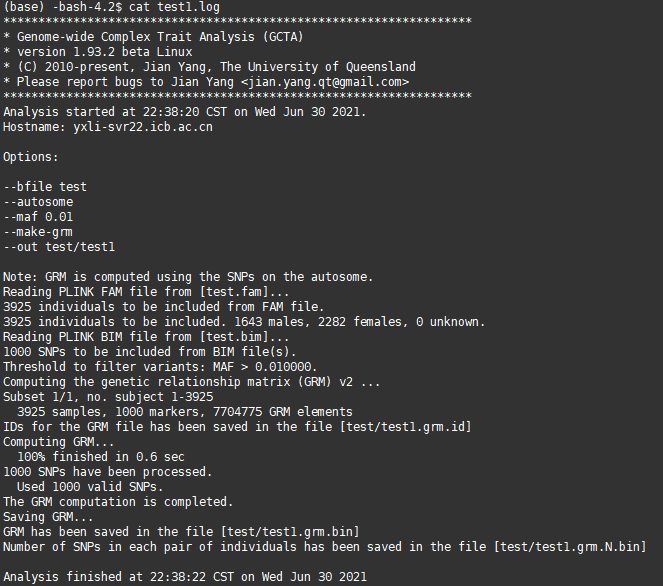 (base) -bash-4.2$ cat test1.log
*******************************************************************
* Genome-wide Complex Trait Analysis (GCTA)
* version 1.93.2 beta Linux
* (C) 2010-present, Jian Yang, The University of Queensland
* Please report bugs to Jian Yang <jian.yang.qt@gmail.com>
*******************************************************************
Analysis started at 22:38:20 CST on Wed Jun 30 2021.
Hostname: yxli-svr22.icb.ac.cn

Options:

--bfile test
--autosome
--maf 0.01
--make-grm
--out test/test1

Note: GRM is computed using the SNPs on the autosome.
Reading PLINK FAM file from [test.fam]...
3925 individuals to be included from FAM file.
3925 individuals to be included. 1643 males, 2282 females, 0 unknown.
Reading PLINK BIM file from [test.bim]...
1000 SNPs to be included from BIM file(s).
Threshold to filter variants: MAF > 0.010000.
Computing the genetic relationship matrix (GRM) v2 ...
Subset 1/1, no. subject 1-3925
  3925 samples, 1000 markers, 7704775 GRM elements
IDs for the GRM file has been saved in the file [test/test1.grm.id]
Computing GRM...
  100% finished in 0.6 sec
1000 SNPs have been processed.
  Used 1000 valid SNPs.
The GRM computation is completed.
Saving GRM...
GRM has been saved in the file [test/test1.grm.bin]
Number of SNPs in each pair of individuals has been saved in the file [test/test1.grm.N.bin]

Analysis finished at 22:38:22 CST on Wed Jun 30 2021